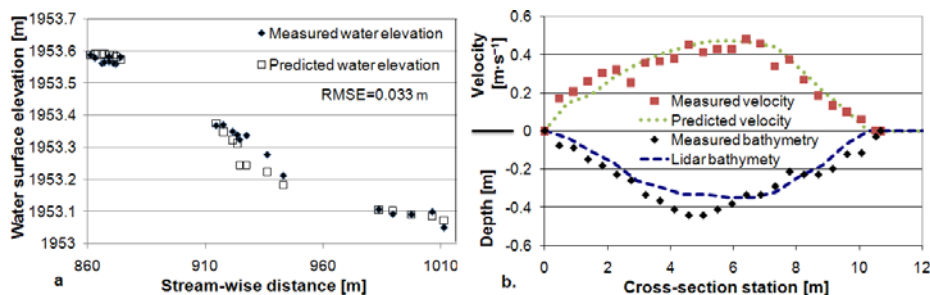 Water surface elevation [m]
1953.7
1953.6
1953.5
1953.4
1953.3
1953.2
1953.1
1953
Measured water elevation
Predicted water elevation
RMSE=0.033 m
860
910
960
1010
a
Stream-wise distance [m]
Velocity [m·s⁻¹]
Depth [m]
0.6
0.4
0.2
0
-0.2
-0.4
-0.6
Measured velocity
Predicted velocity
Measured bathymetry
Lidar bathymety
0
2
4
6
8
10
12
b.
Cross-section station [m]